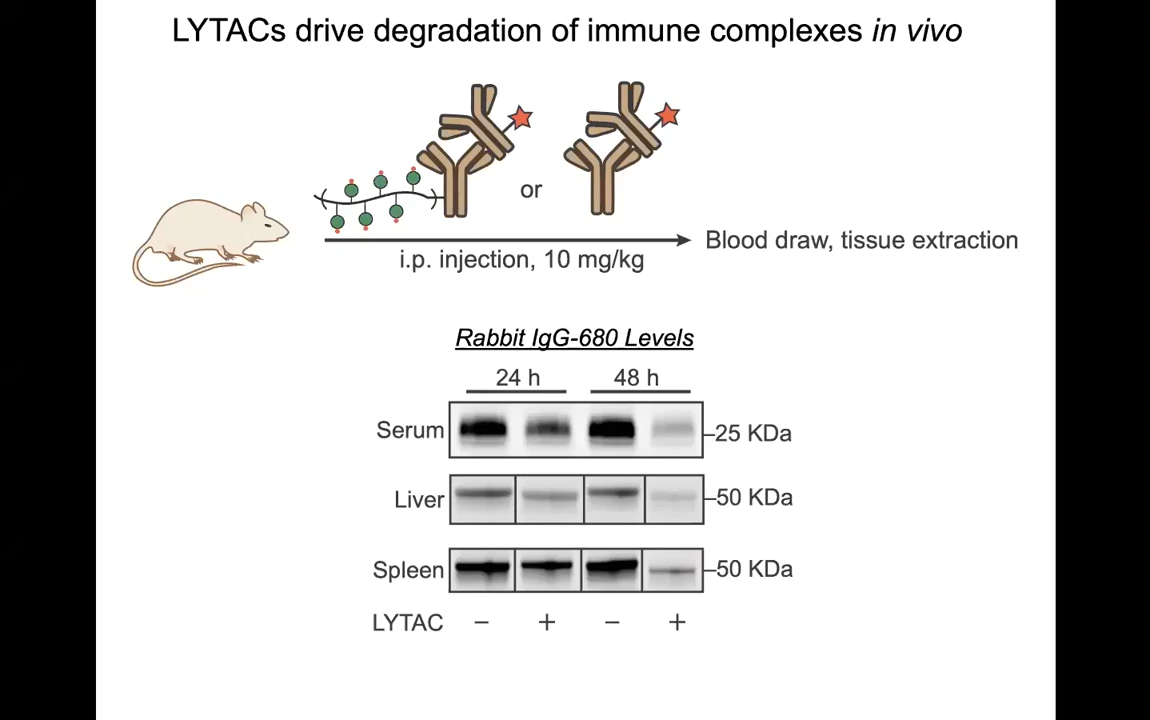 LYTACs drive degradation of immune complexes in vivo
or
i.p. injection, 10 mg/kg
Blood draw, tissue extraction
Rabbit IgG-680 Levels
24 h 48 h
Serum 25 KDa
Liver 50 KDa
Spleen 50 KDa
LYTAC − + − +